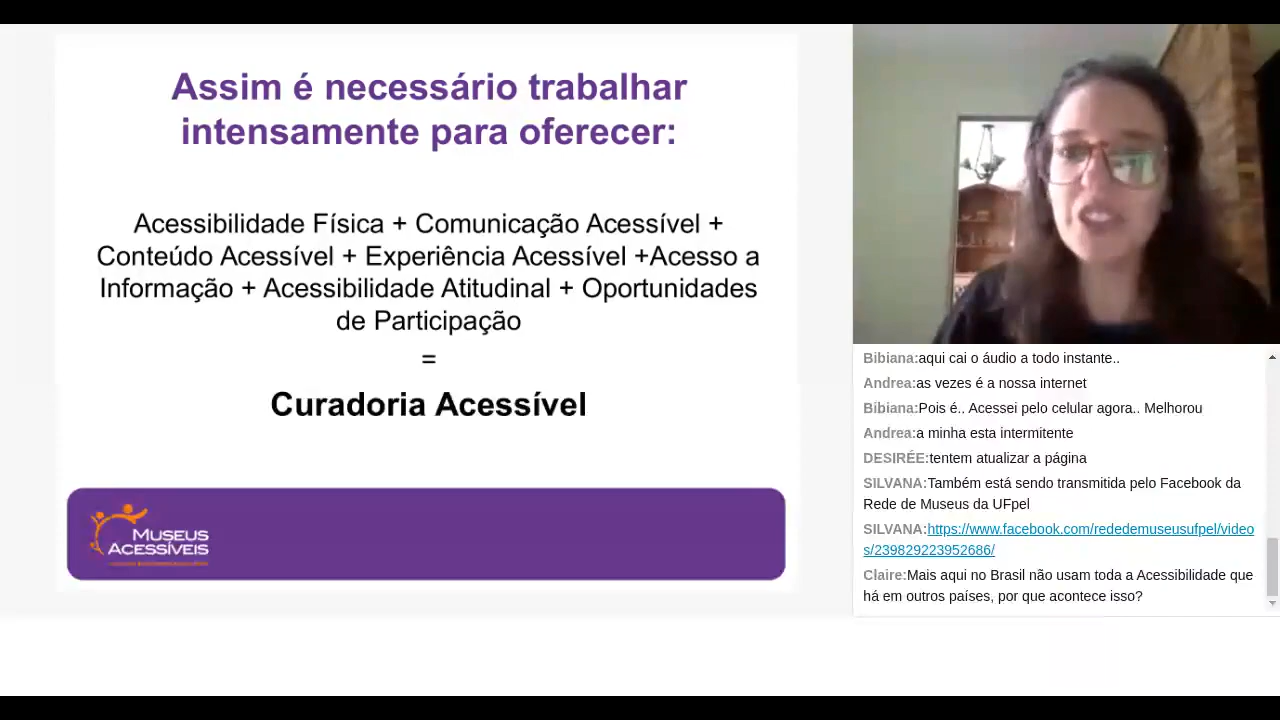 Assim é necessário trabalhar
intensamente para oferecer:
Acessibilidade Física + Comunicação Acessível +
Conteúdo Acessível + Experiência Acessível +Acesso a
Informação + Acessibilidade Atitudinal + Oportunidades
de Participação
=
Curadoria Acessível
MUSEUS
ACESSÍVEIS
Bibiana:aqui cai o áudio a todo instante..
Andrea:as vezes é a nossa internet
Bibiana:Pois é.. Acessei pelo celular agora.. Melhorou
Andrea:a minha esta intermitente
DESIRÉE:tentem atualizar a página
SILVANA:Também está sendo transmitida pelo Facebook da
Rede de Museus da UFpel
SILVANA:https://www.facebook.com/rededemuseusufpel/video
s/239829223952686/
Claire:Mais aqui no Brasil não usam toda a Acessibilidade que
há em outros países, por que acontece isso?